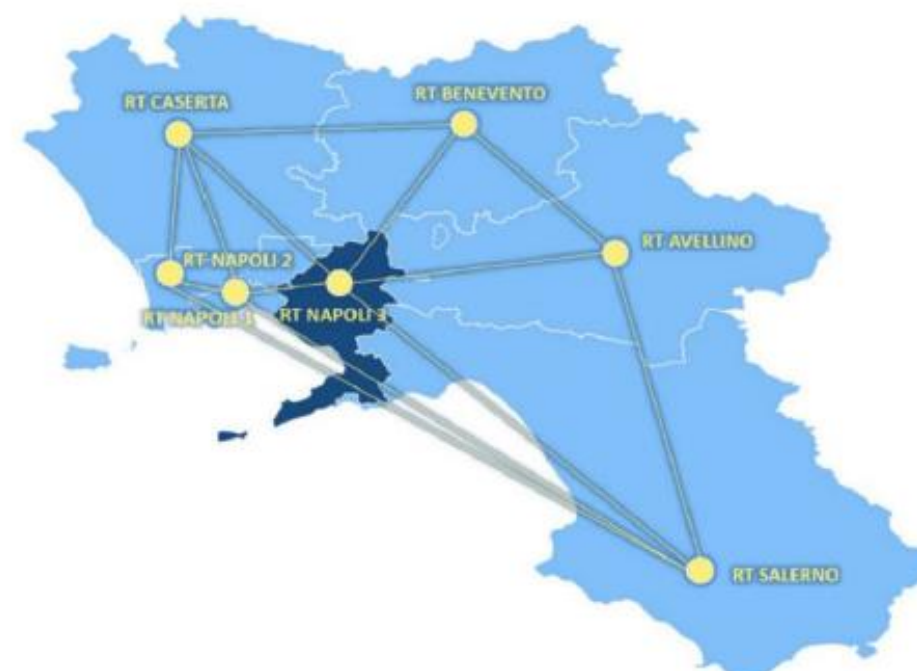 RT CASERTA
RT BENEVENTO
RT AVELLINO
RT NAPOLI 2
RT NAPOLI 1
RT NAPOLI 3
RT SALERNO